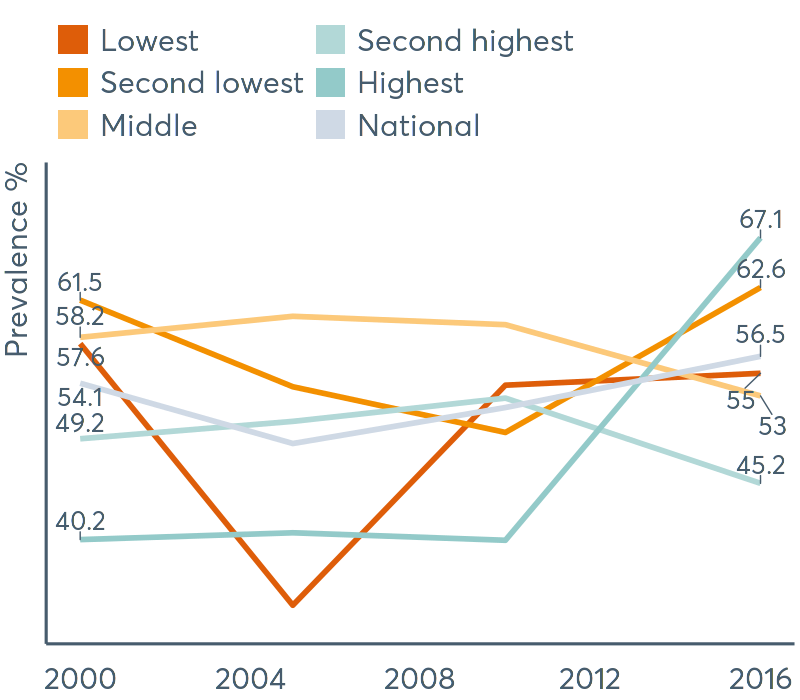 Lowest
Second lowest
Middle
Second highest
Highest
National
Prevalence %
61.5
58.2
57.6
54.1
49.2
40.2
67.1
62.6
56.5
55
53
45.2
2000 2004 2008 2012 2016